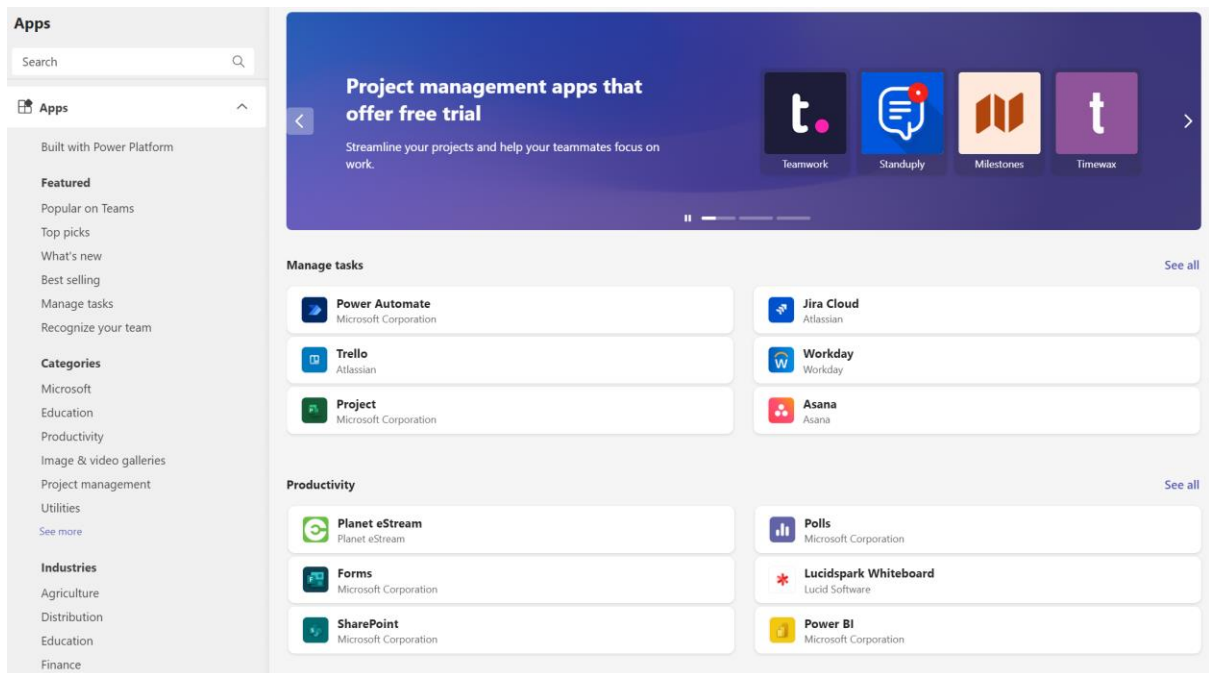 Apps
Search
Apps
Built with Power Platform
Featured
Popular on Teams
Top picks
What's new
Best selling
Manage tasks
Recognize your team
Categories
Microsoft
Education
Productivity
Image & video galleries
Project management
Utilities
See more
Industries
Agriculture
Distribution
Education
Finance
Project management apps that
offer free trial
Streamline your projects and help your teammates focus on
work.
t.
Teamwork
Standuply
Milestones
t
Timewax
Manage tasks
See all
Power Automate
Microsoft Corporation
Jira Cloud
Atlassian
Trello
Atlassian
W
Workday
Workday
Project
Microsoft Corporation
Asana
Asana
Productivity
See all
Planet eStream
Planet eStream
Polls
Microsoft Corporation
Forms
Microsoft Corporation
Lucidspark Whiteboard
Lucid Software
SharePoint
Microsoft Corporation
Power BI
Microsoft Corporation